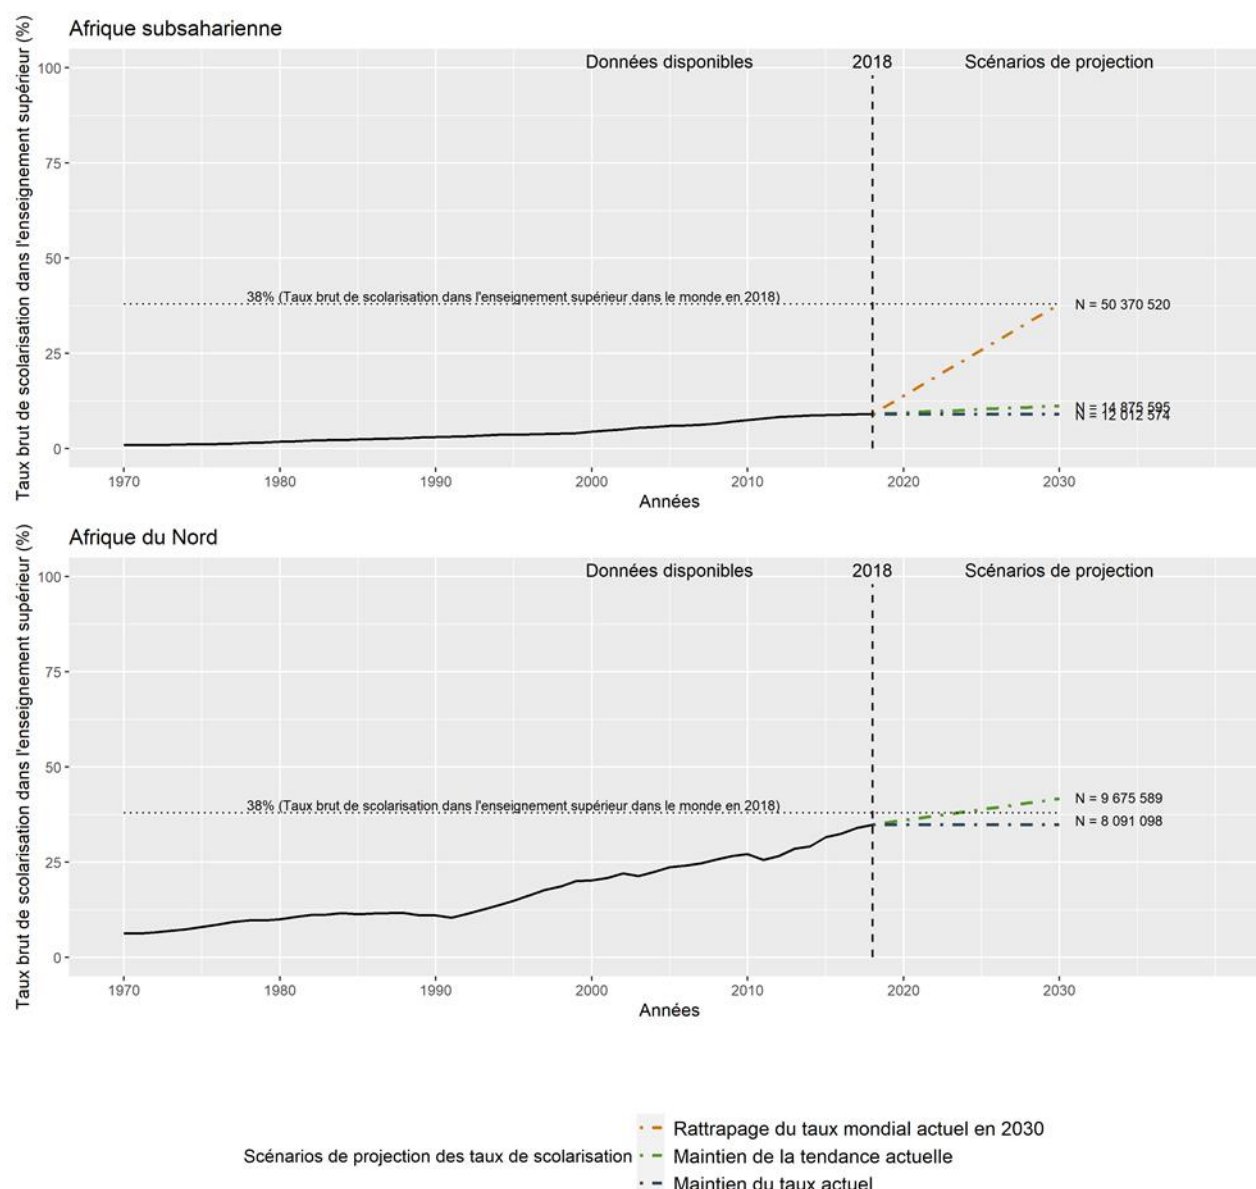 Afrique subsaharienne
Taux brut de scolarisation dans l'enseignement supérieur (%)
Données disponibles 2018 Scénarios de projection
100
75
50
38% (Taux brut de scolarisation dans l'enseignement supérieur dans le monde en 2018)
N = 50 370 520
25
N = 14 875 595
N = 12 012 574
0
1970 1980 1990 2000 2010 2020 2030
Années
Afrique du Nord
Taux brut de scolarisation dans l'enseignement supérieur (%)
Données disponibles 2018 Scénarios de projection
100
75
50
N = 9 675 589
38% (Taux brut de scolarisation dans l'enseignement supérieur dans le monde en 2018)
N = 8 091 098
25
0
1970 1980 1990 2000 2010 2020 2030
Années
Scénarios de projection des taux de scolarisation
Rattrapage du taux mondial actuel en 2030
Maintien de la tendance actuelle
Maintien du taux actuel